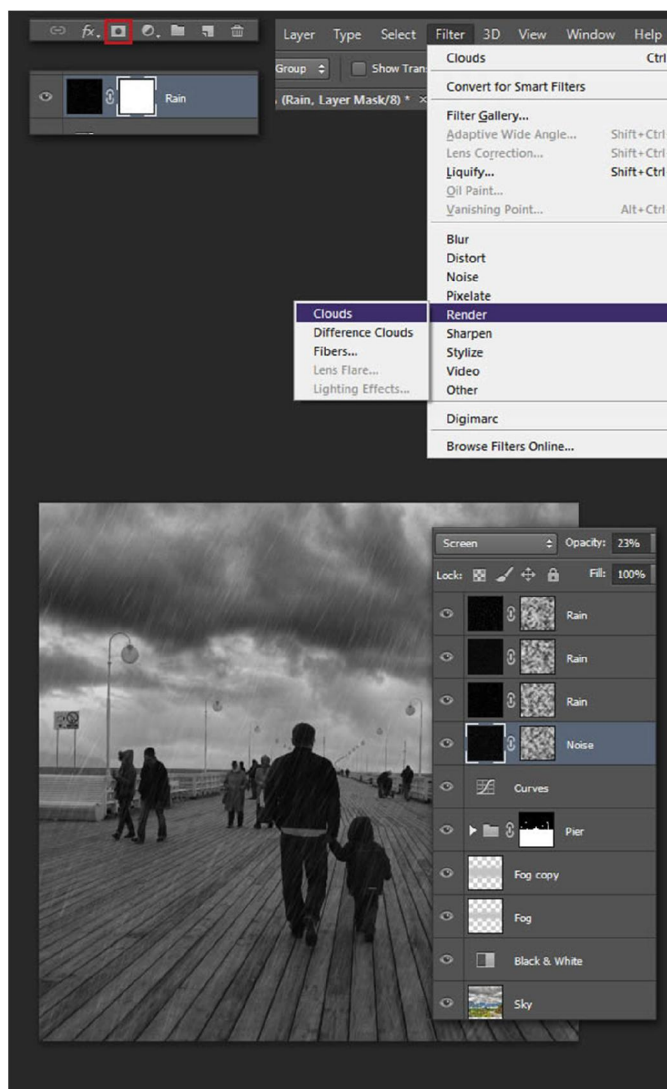 fx.
Layer Type Select Filter 3D View Window Help
Group Show Tran
(Rain, Layer Mask/8) * ×
Rain
Clouds Ctrl
Convert for Smart Filters
Filter Gallery...
Adaptive Wide Angle... Shift+Ctrl
Lens Correction... Shift+Ctrl
Liquify... Shift+Ctrl
Oil Paint...
Vanishing Point... Alt+Ctrl
Blur
Distort
Noise
Pixelate
Render
Sharpen
Stylize
Video
Other
Digimarc
Browse Filters Online...
Clouds
Difference Clouds
Fibers...
Lens Flare...
Lighting Effects...
Screen Opacity: 23%
Lock: Fill: 100%
Rain
Rain
Rain
Noise
Curves
Pier
Fog copy
Fog
Black & White
Sky